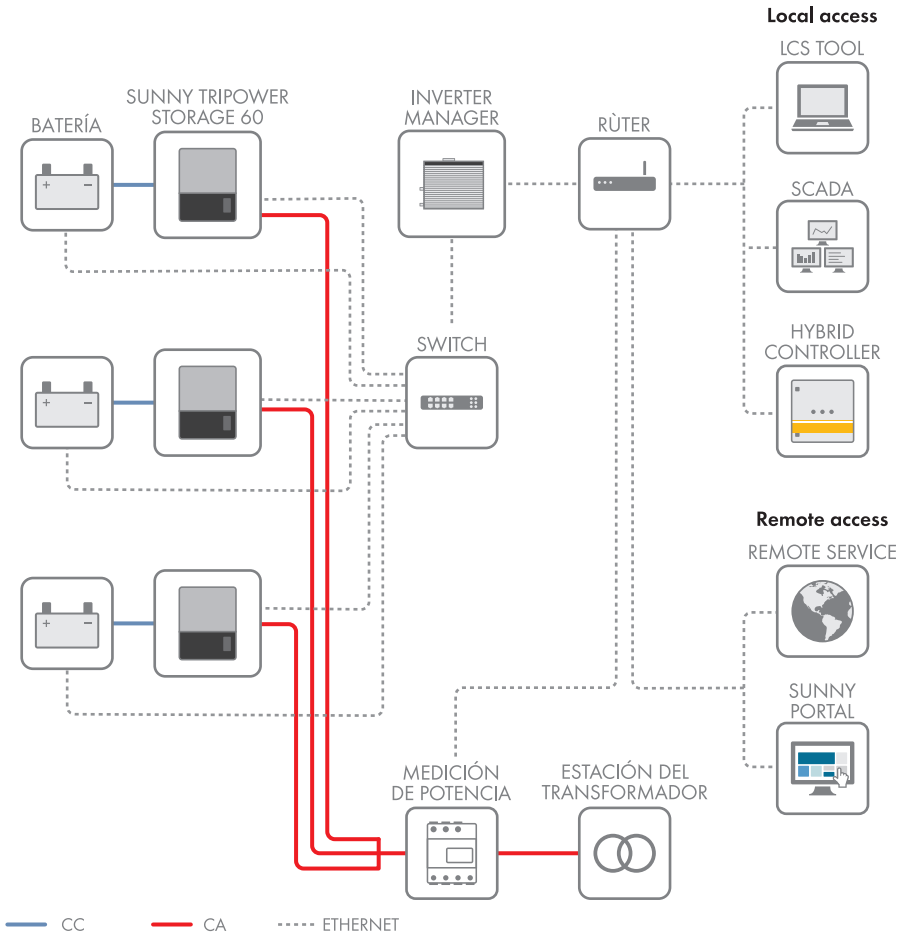 Local access
LCS TOOL
SUNNY TRIPOWER
STORAGE 60
INVERTER
MANAGER
BATERÍA
RÙTER
SCADA
SWITCH
HYBRID
CONTROLLER
Remote access
REMOTE SERVICE
SUNNY
PORTAL
MEDICIÓN
DE POTENCIA
ESTACIÓN DEL
TRANSFORMADOR
CC
CA
ETHERNET